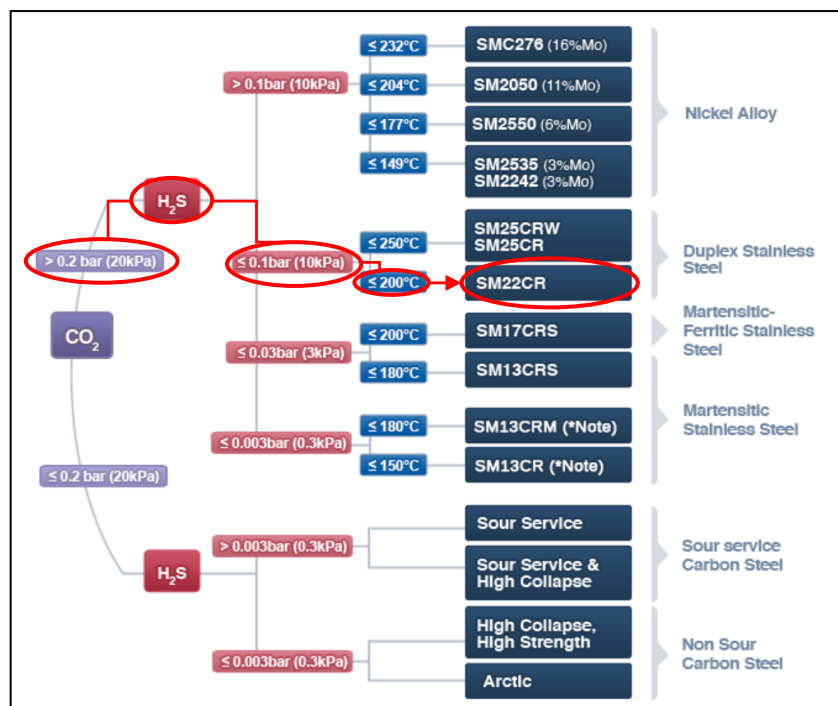 ≤ 232°C
SMC276 (16%Mo)
> 0.1bar (10kPa)
≤ 204°C
SM2050 (11%Mo)
Nickel Alloy
≤ 177°C
SM2550 (6%Mo)
≤ 149°C
SM2535 (3%Mo)
SM2242 (3%Mo)
H₂S
> 0.2 bar (20kPa)
≤ 0.1bar (10kPa)
≤ 250°C
SM25CRW
SM25CR
Duplex Stainless
Steel
≤ 200°C
SM22CR
CO₂
≤ 0.03bar (3kPa)
≤ 200°C
SM17CRS
Martensitic-
Ferritic Stainless
Steel
≤ 180°C
SM13CRS
Martensitic
Stainless Steel
≤ 0.003bar (0.3kPa)
≤ 180°C
SM13CRM (*Note)
≤ 150°C
SM13CR (*Note)
≤ 0.2 bar (20kPa)
H₂S
> 0.003bar (0.3kPa)
Sour Service
Sour Service &
High Collapse
Sour service
Carbon Steel
≤ 0.003bar (0.3kPa)
High Collapse,
High Strength
Arctic
Non Sour
Carbon Steel